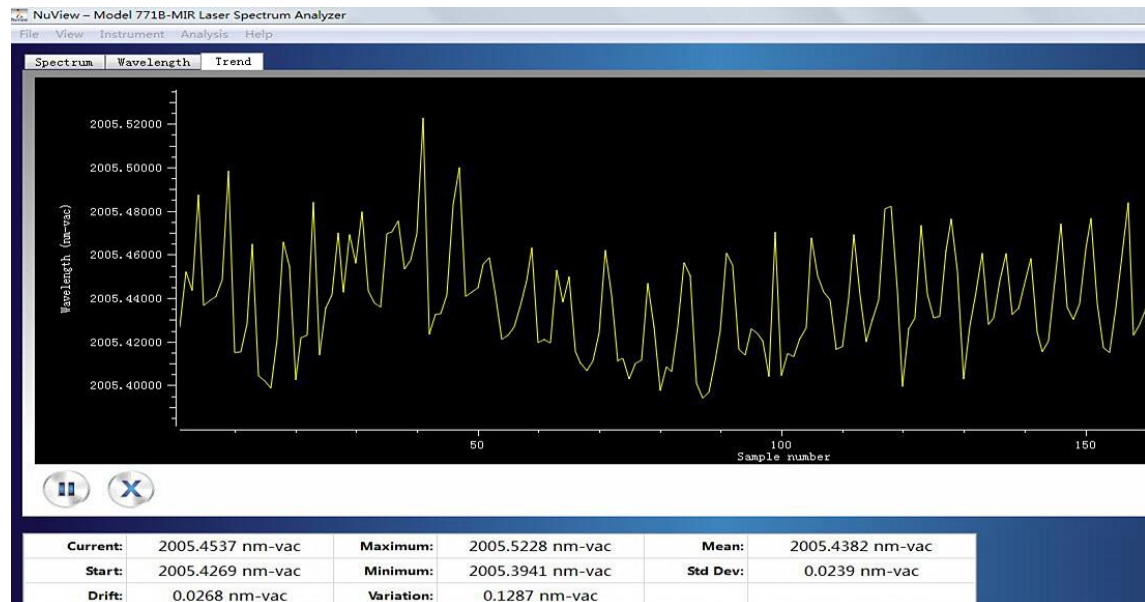 NuView – Model 771B-MIR Laser Spectrum Analyzer
File View Instrument Analysis Help
Spectrum Wavelength Trend
2005.52000
2005.50000
2005.48000
2005.46000
2005.44000
2005.42000
2005.40000
Wavelength (nm-vac)
50 100 150
Sample number
Current: 2005.4537 nm-vac Maximum: 2005.5228 nm-vac Mean: 2005.4382 nm-vac
Start: 2005.4269 nm-vac Minimum: 2005.3941 nm-vac Std Dev: 0.0239 nm-vac
Drift: 0.0268 nm-vac Variation: 0.1287 nm-vac